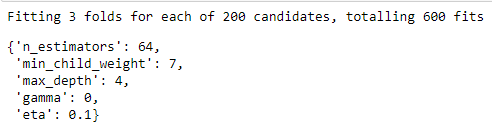 Fitting 3 folds for each of 200 candidates, totalling 600 fits
{'n_estimators': 64,
'min_child_weight': 7,
'max_depth': 4,
'gamma': 0,
'eta': 0.1}